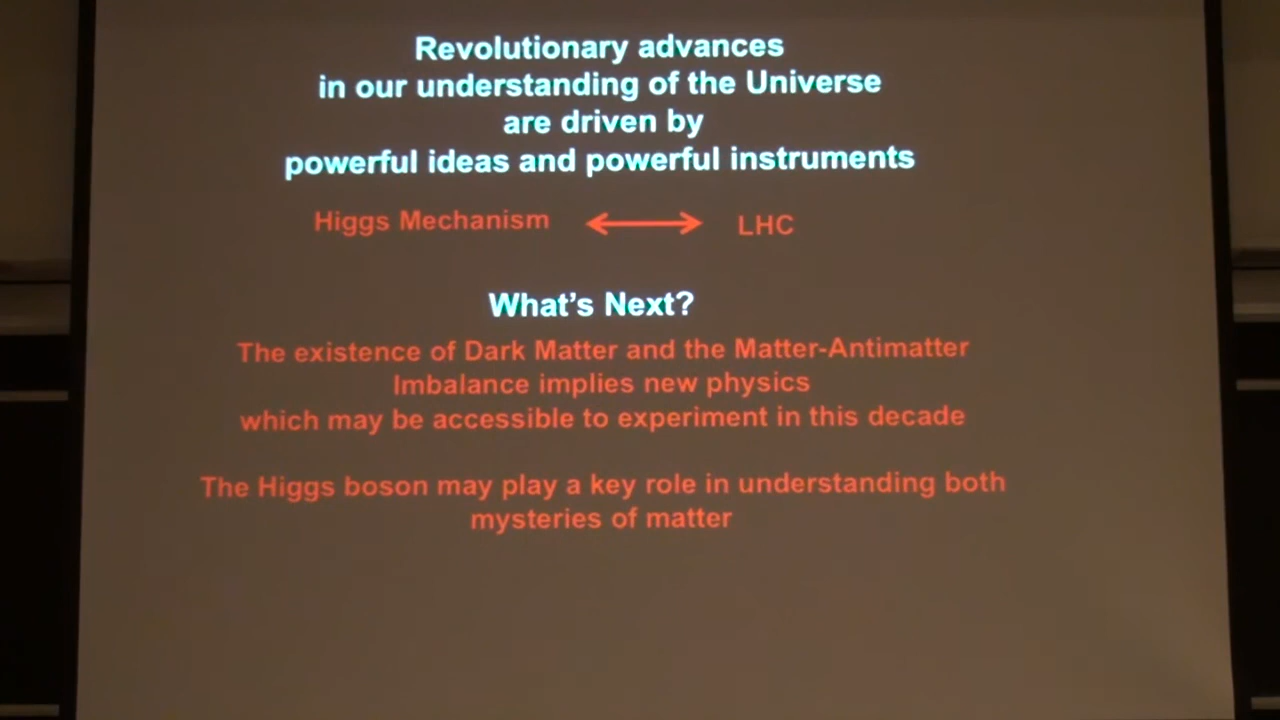 Revolutionary advances
in our understanding of the Universe
are driven by
powerful ideas and powerful instruments
Higgs Mechanism ⟷ LHC
What's Next?
The existence of Dark Matter and the Matter-Antimatter
Imbalance implies new physics
which may be accessible to experiment in this decade
The Higgs boson may play a key role in understanding both
mysteries of matter